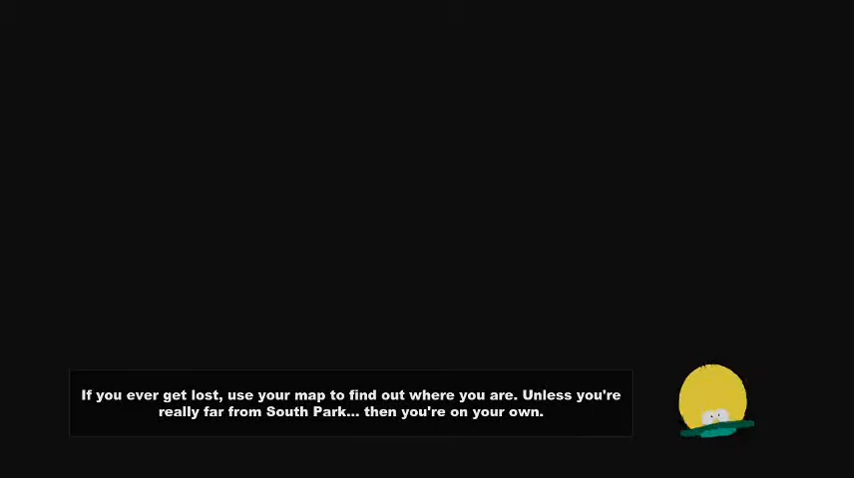 If you ever get lost, use your map to find out where you are. Unless you're
really far from South Park... then you're on your own.